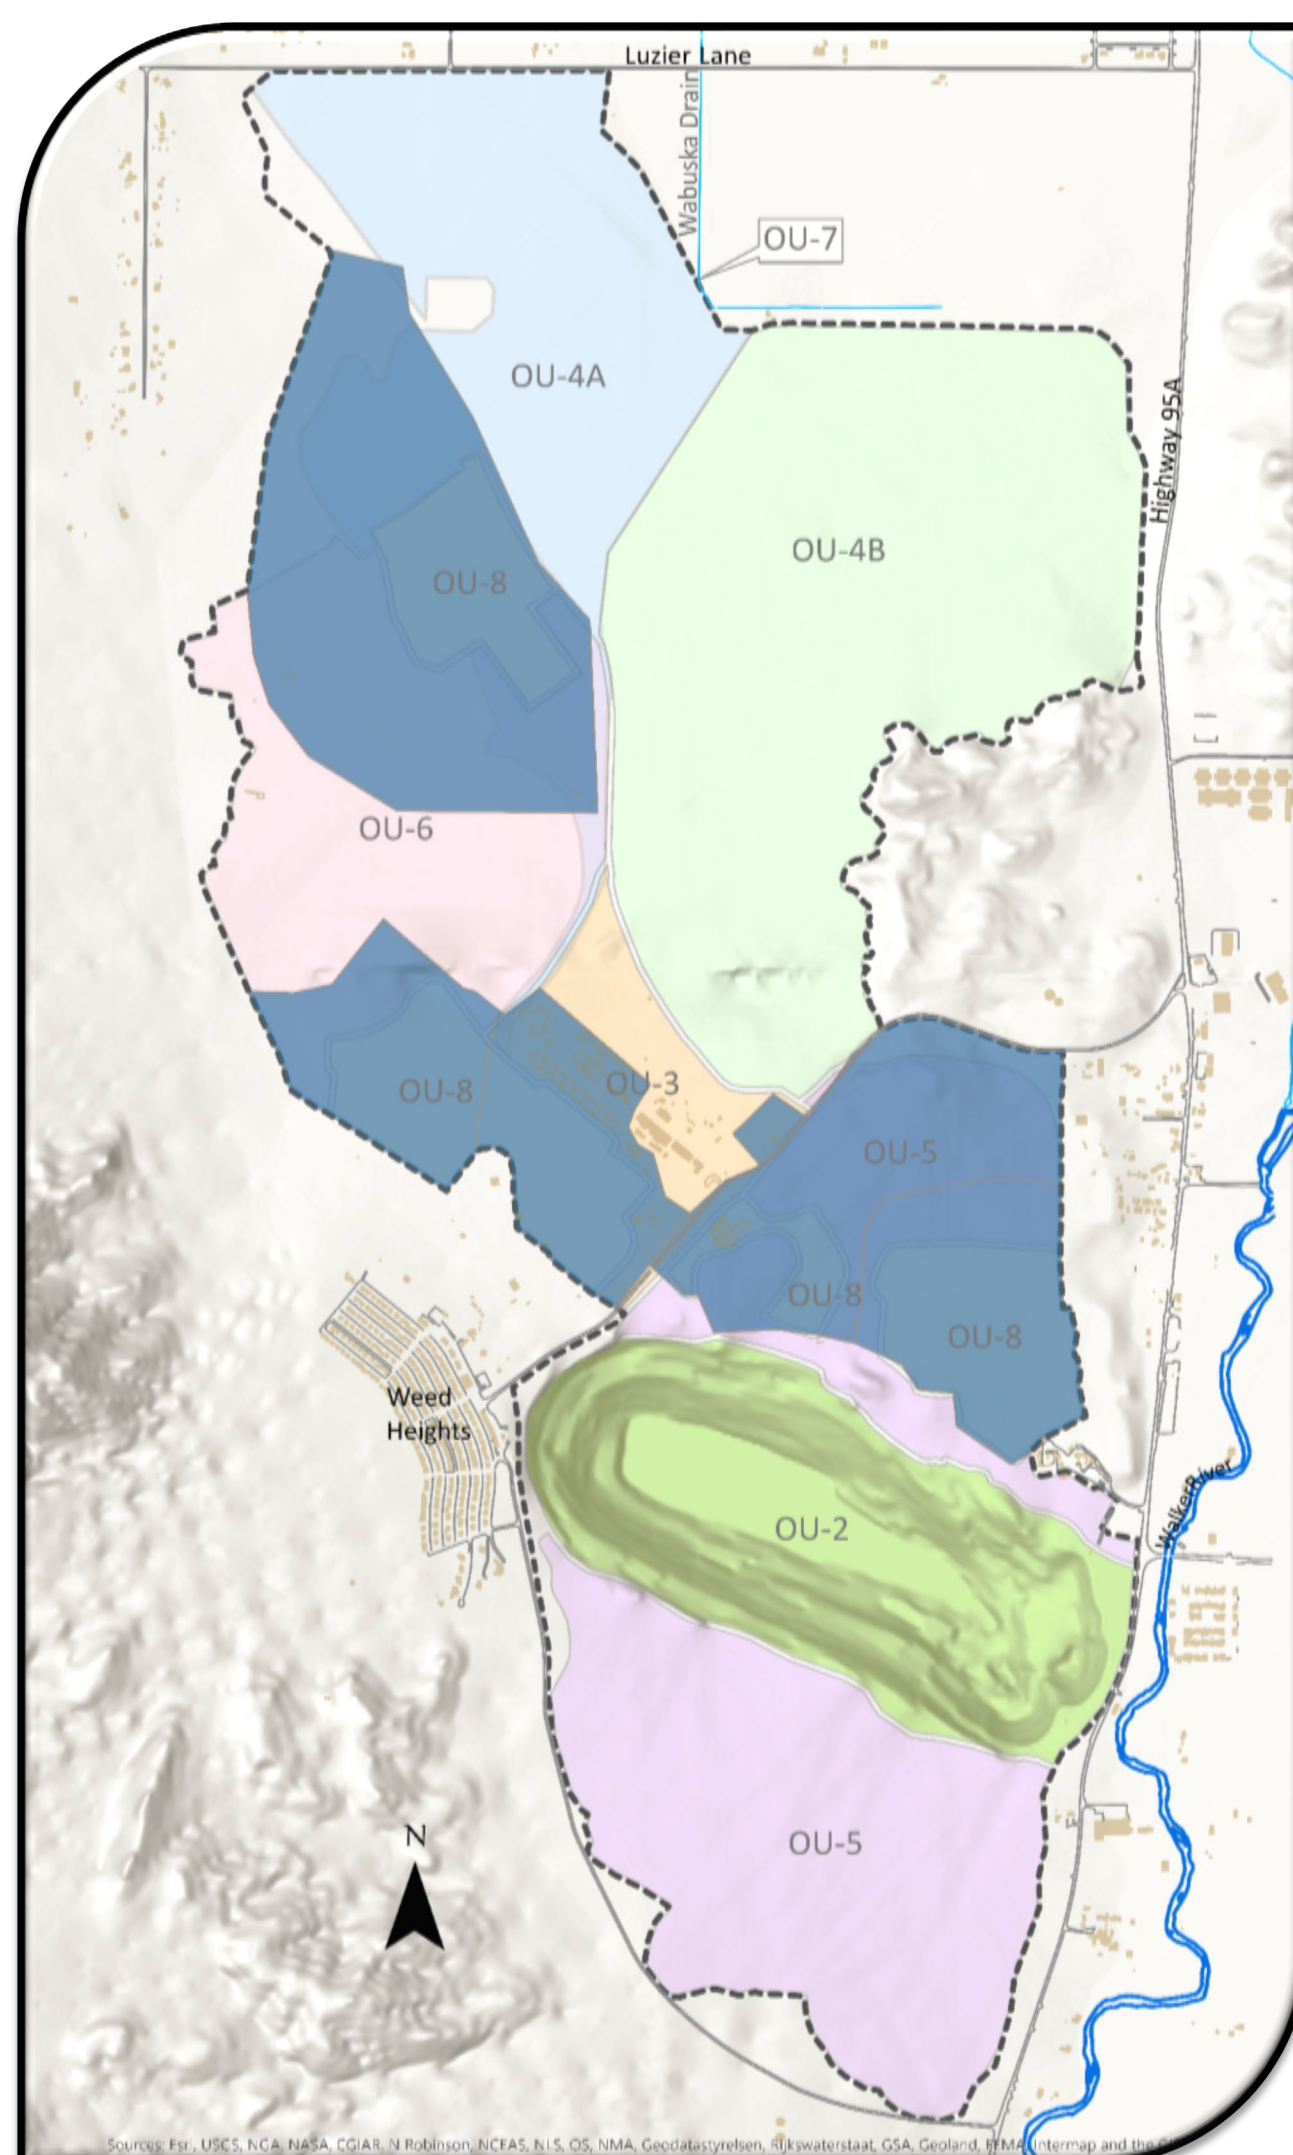 Luzier Lane
Wabuska Drain
OU-7
OU-4A
Highway 95A
OU-4B
OU-8
OU-6
OU-3
OU-8
OU-5
OU-8
OU-8
Weed
Heights
WalkerRiver
OU-2
N
OU-5
Sources: Esri, USGS, NGA, NASA, CGIAR, N Robinson, NCEAS, NLS, OS, NMA, Geodatastyrelsen, Rijkswaterstaat, GSA, Geoland, FEMA, Intermap and the